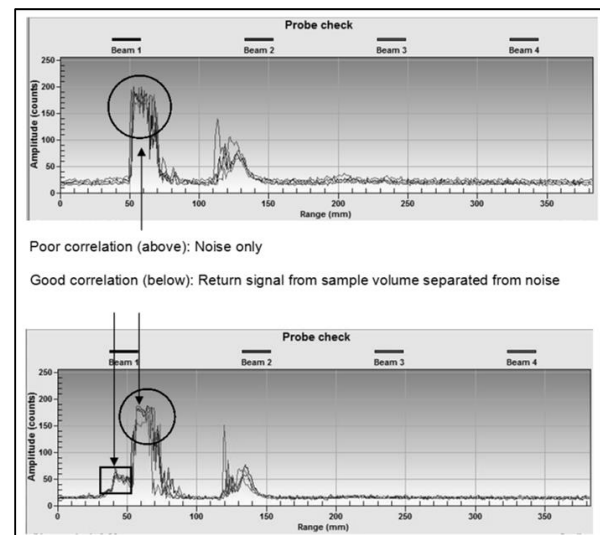 Probe check
Beam 1 Beam 2 Beam 3 Beam 4
250
200
150
100
50
0
Amplitude (counts)
0 50 100 150 200 250 300 350
Range (mm)
Poor correlation (above): Noise only
Good correlation (below): Return signal from sample volume separated from noise
Probe check
Beam 1 Beam 2 Beam 3 Beam 4
250
200
150
100
50
0
Amplitude (counts)
0 50 100 150 200 250 300 350
Range (mm)